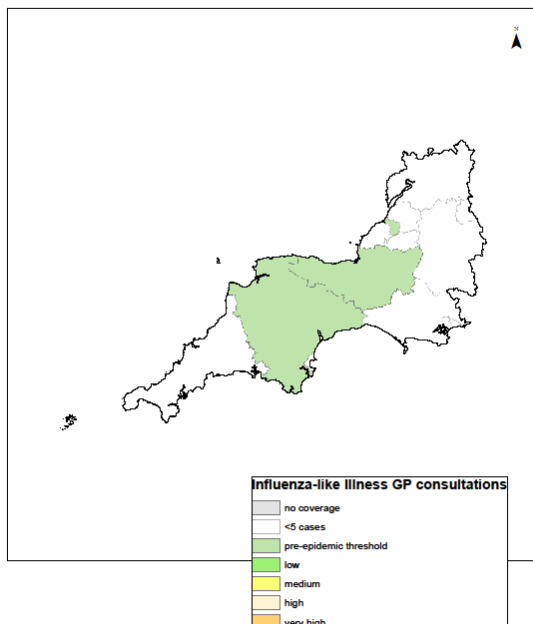 N
Influenza-like Illness GP consultations
no coverage
<5 cases
pre-epidemic threshold
low
medium
high
very high